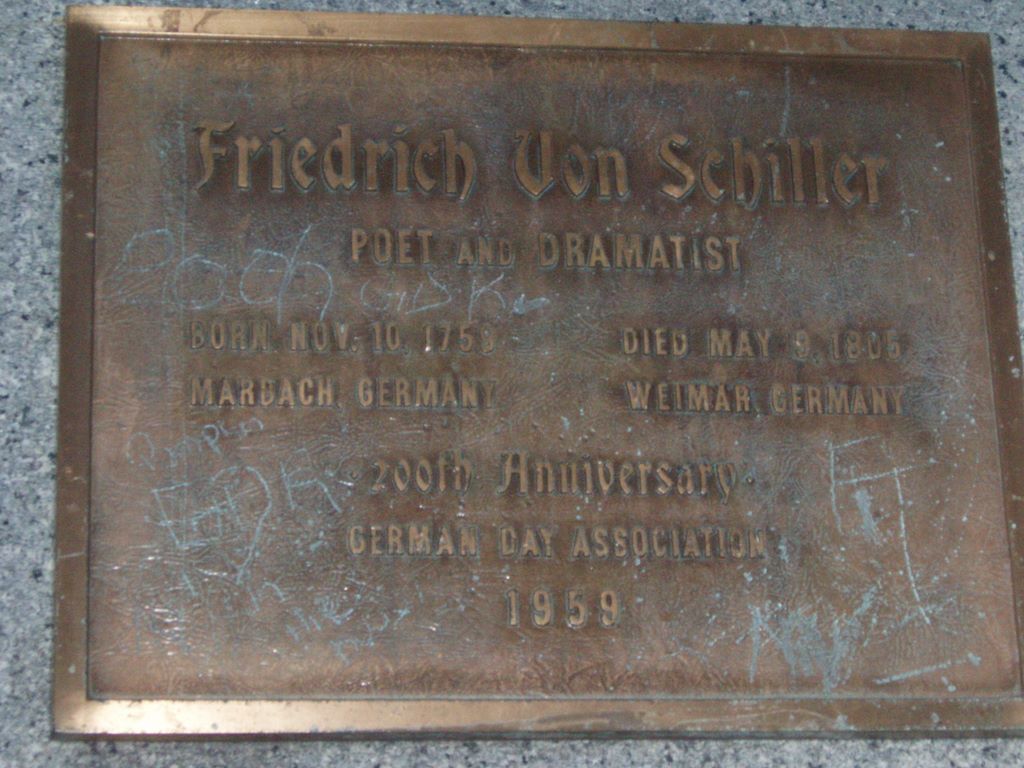 Friedrich Von Schiller
POET AND DRAMATIST
BORN NOV. 10, 1759 DIED MAY 9, 1805
MARBACH, GERMANY WEIMAR, GERMANY
200th Anniversary
GERMAN DAY ASSOCIATION
1959